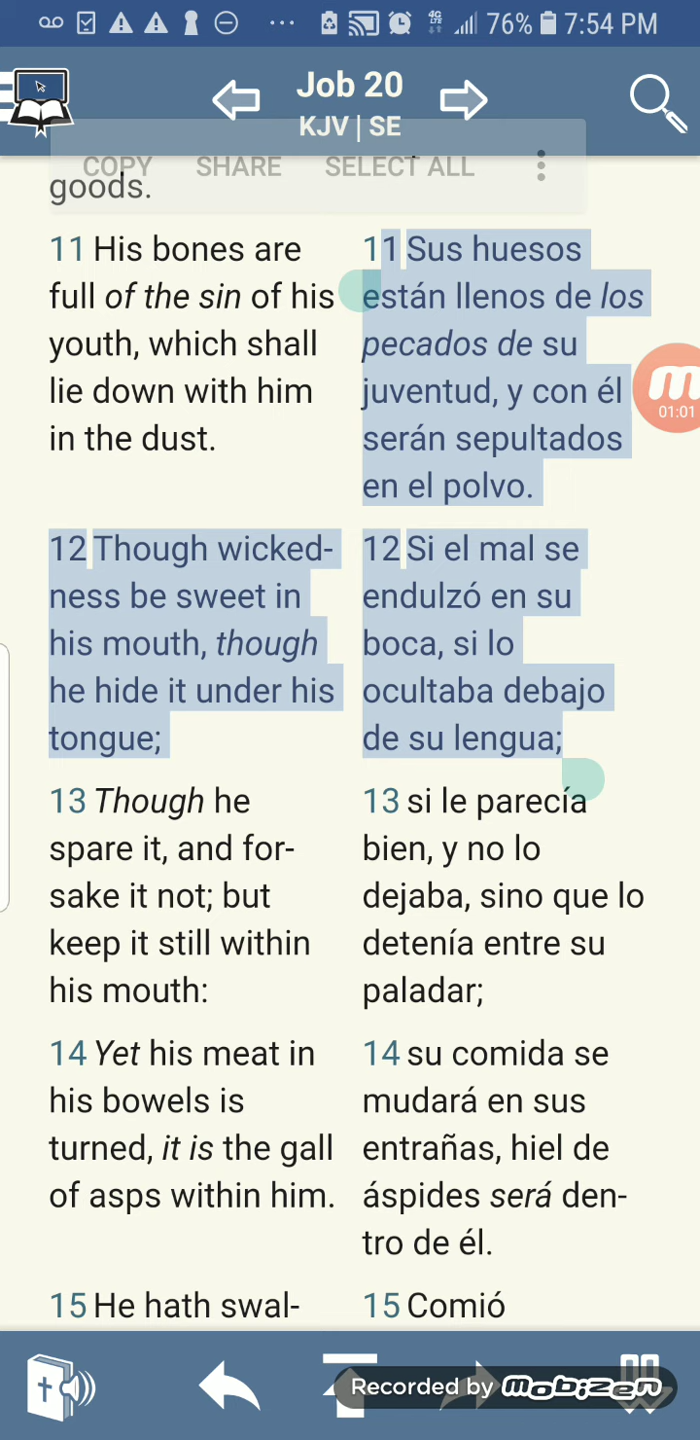 76% 7:54 PM
Job 20
KJV | SE
COPY SHARE SELECT ALL
goods.
11 His bones are
full of the sin of his
youth, which shall
lie down with him
in the dust.
11 Sus huesos
están llenos de los
pecados de su
juventud, y con él
serán sepultados
en el polvo.
01:01
12 Though wicked-
ness be sweet in
his mouth, though
he hide it under his
tongue;
12 Si el mal se
endulzó en su
boca, si lo
ocultaba debajo
de su lengua;
13 Though he
spare it, and for-
sake it not; but
keep it still within
his mouth:
13 si le parecía
bien, y no lo
dejaba, sino que lo
detenía entre su
paladar;
14 Yet his meat in
his bowels is
turned, it is the gall
of asps within him.
14 su comida se
mudará en sus
entrañas, hiel de
áspides será den-
tro de él.
15 He hath swal-
15 Comió
Recorded by mobizen